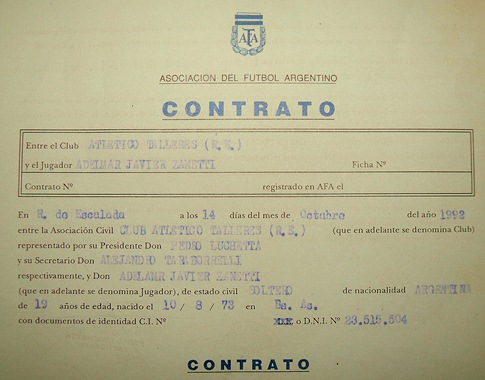 AFA
ASOCIACION DEL FUTBOL ARGENTINO
CONTRATO
Entre el Club ATLETICO TALLERES (R.E.)
y el Jugador ADELMAR JAVIER ZANETTI Ficha Nº
Contrato Nº registrado en AFA el
En R. de Escalada a los 14 días del mes de Octubre del año 1992
entre la Asociación Civil CLUB ATLETICO TALLERES (R.E.) (que en adelante se denomina Club)
representado por su Presidente Don PEDRO LUCHETTA
y su Secretario Don ALEJANDRO TARABORRELLI
respectivamente, y Don ADELAMR JAVIER ZANETTI
(que en adelante se denomina Jugador), de estado civil SOLTERO de nacionalidad ARGENTINA
de 19 años de edad, nacido el 10 / 8 / 73 en Bs. As.
con documentos de identidad C.I. Nº XXX o D.N.I. Nº 23.515.504
CONTRATO